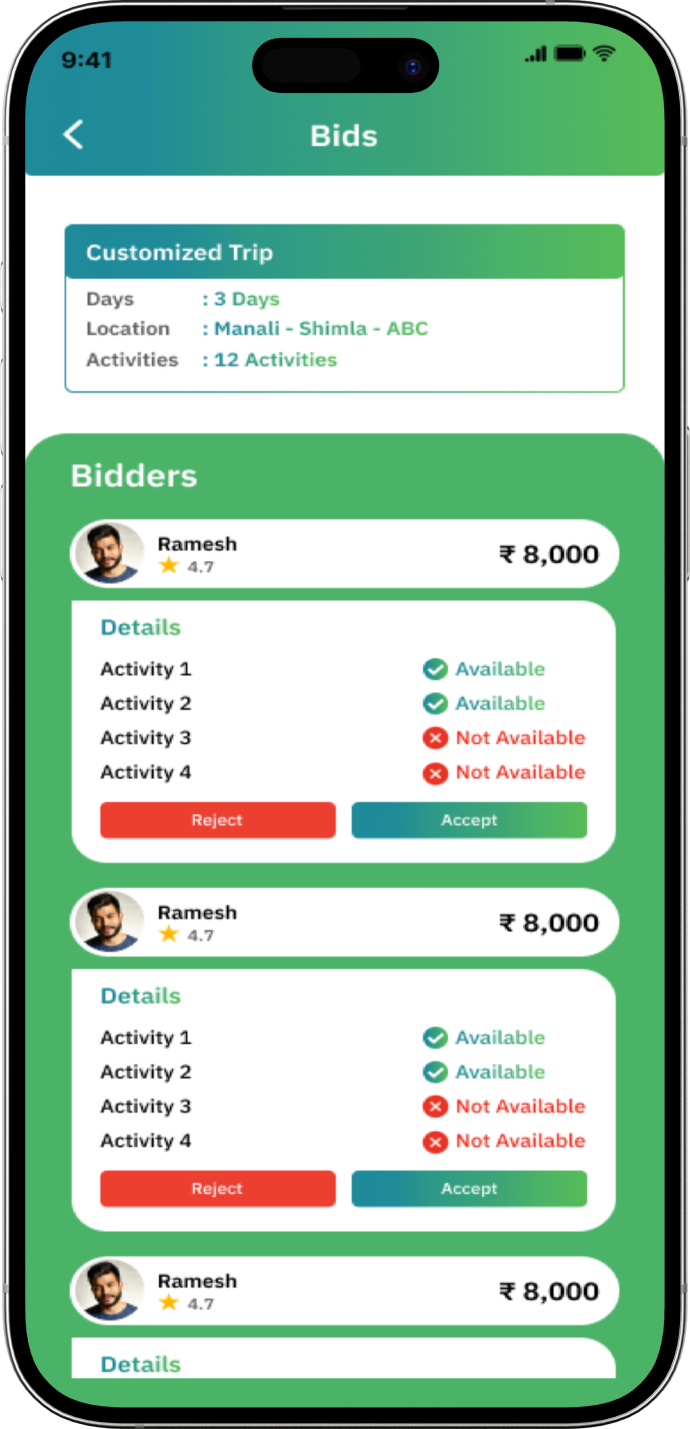 9:41
Bids
Customized Trip
Days : 3 Days
Location : Manali - Shimla - ABC
Activities : 12 Activities
Bidders
Ramesh
4.7
₹ 8,000
Details
Activity 1 Available
Activity 2 Available
Activity 3 Not Available
Activity 4 Not Available
Reject Accept
Ramesh
4.7
₹ 8,000
Details
Activity 1 Available
Activity 2 Available
Activity 3 Not Available
Activity 4 Not Available
Reject Accept
Ramesh
4.7
₹ 8,000
Details